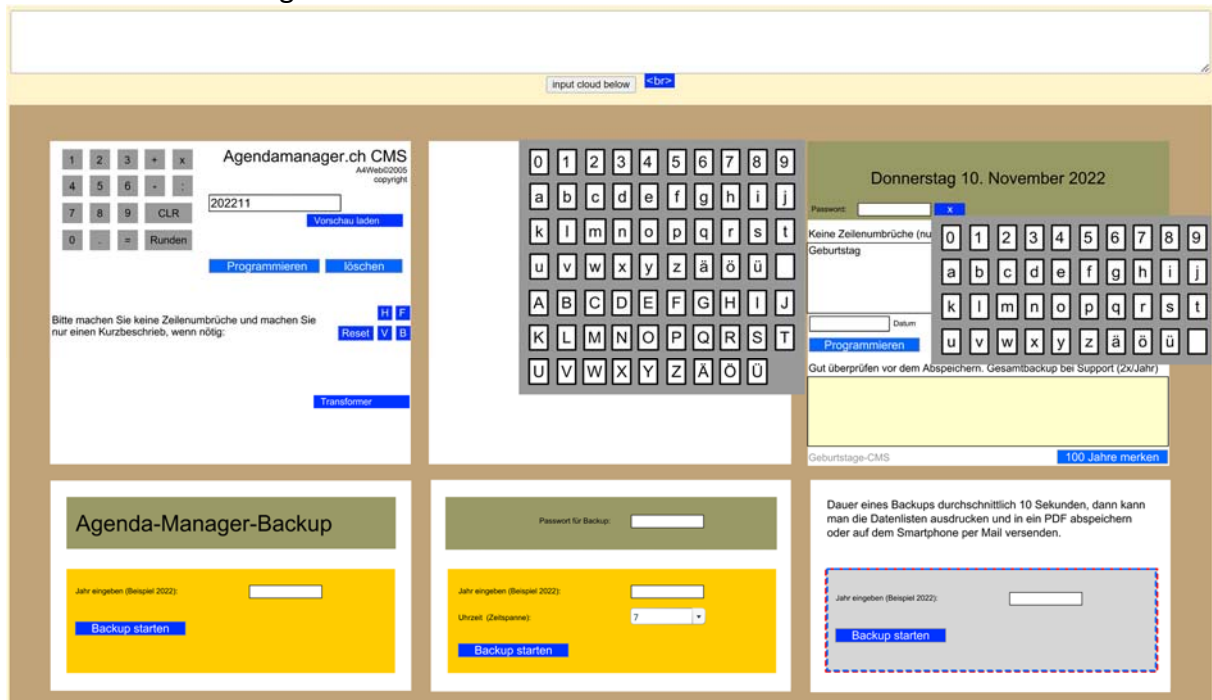 input cloud below <br>
1 2 3 + x
4 5 6 - :
7 8 9 CLR
0 . = Runden
Agendamanager.ch CMS
A4Web©2005
copyright
202211
Vorschau laden
Programmieren löschen
Bitte machen Sie keine Zeilenumbrüche und machen Sie
nur einen Kurzbeschrieb, wenn nötig:
H F
Reset V B
Transformer
0 1 2 3 4 5 6 7 8 9
a b c d e f g h i j
k l m n o p q r s t
u v w x y z ä ö ü
A B C D E F G H I J
K L M N O P Q R S T
U V W X Y Z Ä Ö Ü
Donnerstag 10. November 2022
Password: x
Keine Zeilenumbrüche (nu
Geburtstag
0 1 2 3 4 5 6 7 8 9
a b c d e f g h i j
k l m n o p q r s t
u v w x y z ä ö ü
Datum
Programmieren
Gut überprüfen vor dem Abspeichern. Gesamtbackup bei Support (2x/Jahr)
Geburtstage-CMS 100 Jahre merken
Agenda-Manager-Backup
Jahr eingeben (Beispiel 2022):
Backup starten
Passwort für Backup:
Jahr eingeben (Beispiel 2022):
Uhrzeit (Zeitspanne): 7
Backup starten
Dauer eines Backups durchschnittlich 10 Sekunden, dann kann
man die Datenlisten ausdrucken und in ein PDF abspeichern
oder auf dem Smartphone per Mail versenden.
Jahr eingeben (Beispiel 2022):
Backup starten